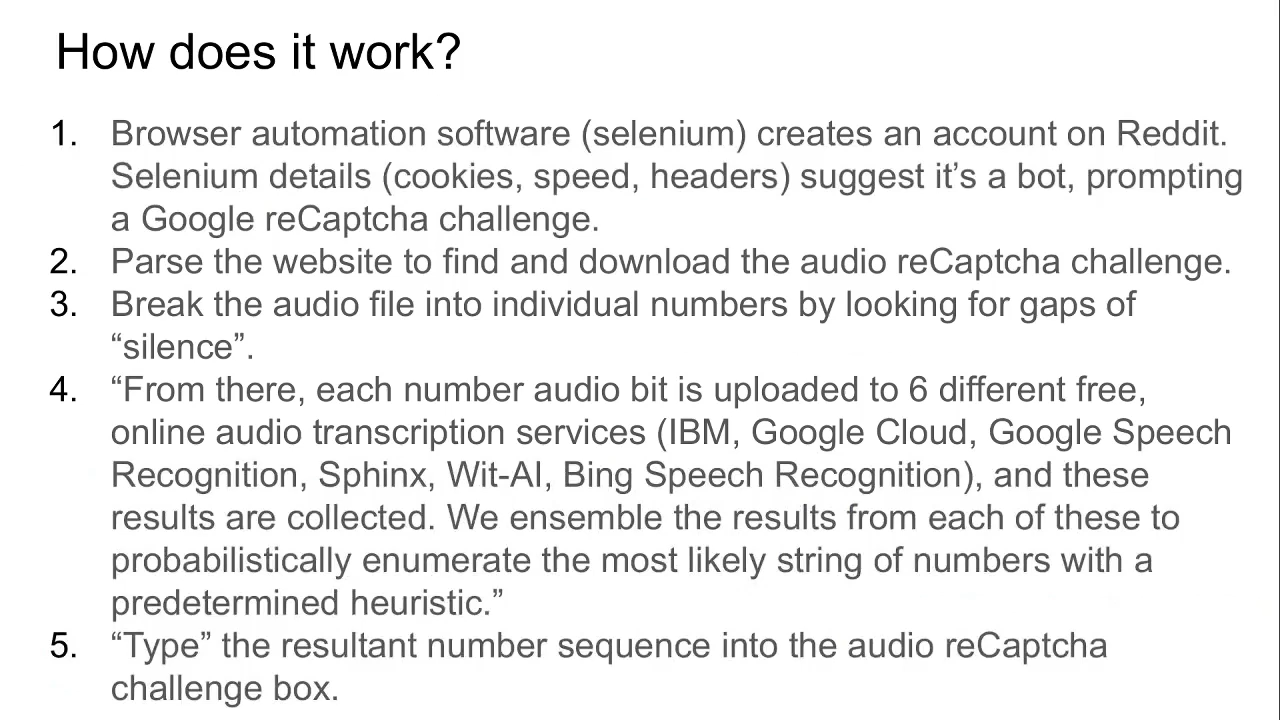 How does it work?
1. Browser automation software (selenium) creates an account on Reddit.
Selenium details (cookies, speed, headers) suggest it’s a bot, prompting
a Google reCaptcha challenge.
2. Parse the website to find and download the audio reCaptcha challenge.
3. Break the audio file into individual numbers by looking for gaps of
“silence”.
4. “From there, each number audio bit is uploaded to 6 different free,
online audio transcription services (IBM, Google Cloud, Google Speech
Recognition, Sphinx, Wit-AI, Bing Speech Recognition), and these
results are collected. We ensemble the results from each of these to
probabilistically enumerate the most likely string of numbers with a
predetermined heuristic.”
5. “Type” the resultant number sequence into the audio reCaptcha
challenge box.